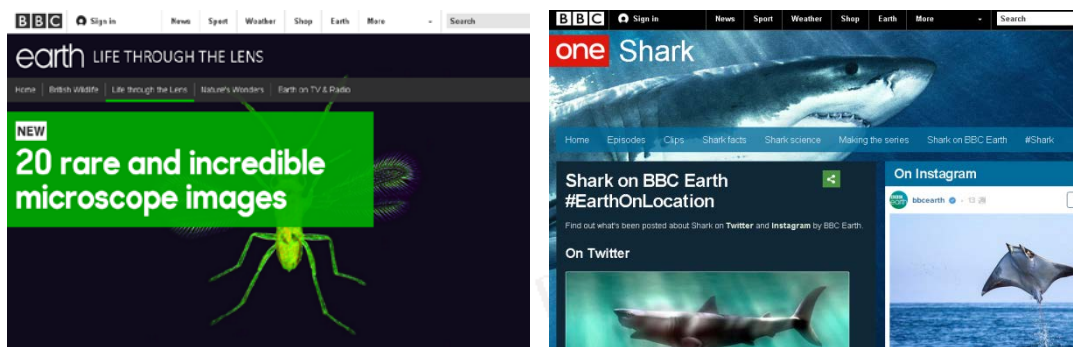 BBC Sign in News Sport Weather Shop Earth More Search
earth LIFE THROUGH THE LENS
Home British Wildlife Life through the Lens Nature's Wonders Earth on TV & Radio
NEW
20 rare and incredible
microscope images
BBC Sign in News Sport Weather Shop Earth More Search
one Shark
Home Episodes Clips Shark facts Shark science Making the series Shark on BBC Earth #Shark
Shark on BBC Earth
#EarthOnLocation
Find out what's been posted about Shark on Twitter and Instagram by BBC Earth.
On Twitter
On Instagram
bbcearth